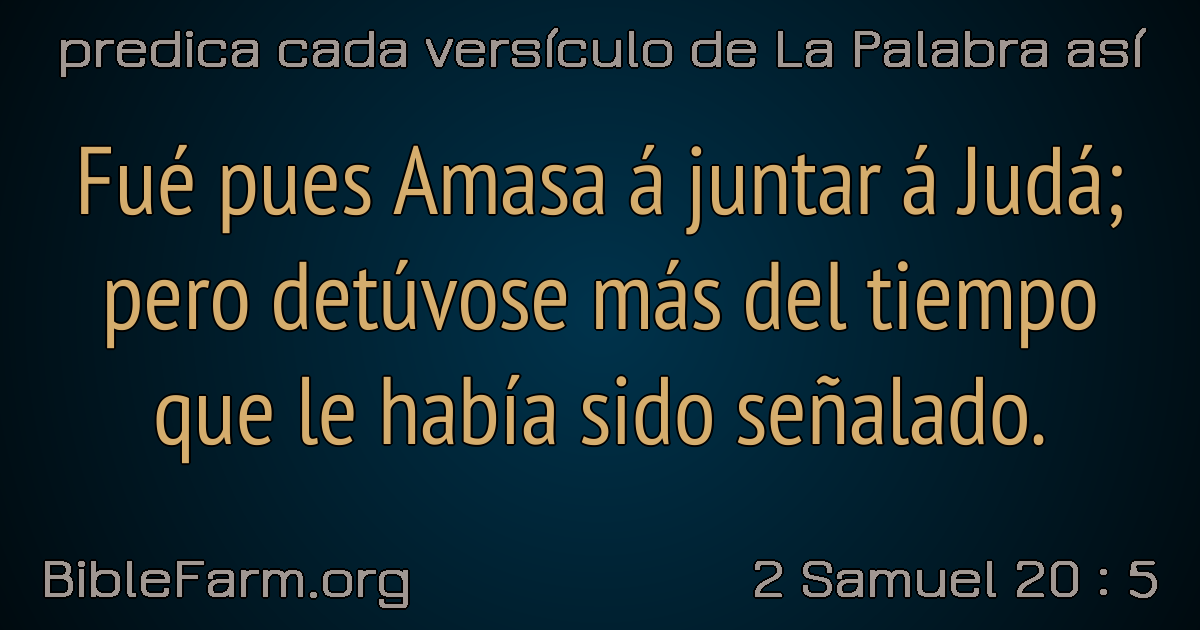 predica cada versículo de La Palabra así
Fué pues Amasa á juntar á Judá;
pero detúvose más del tiempo
que le había sido señalado.
BibleFarm.org
2 Samuel 20 : 5